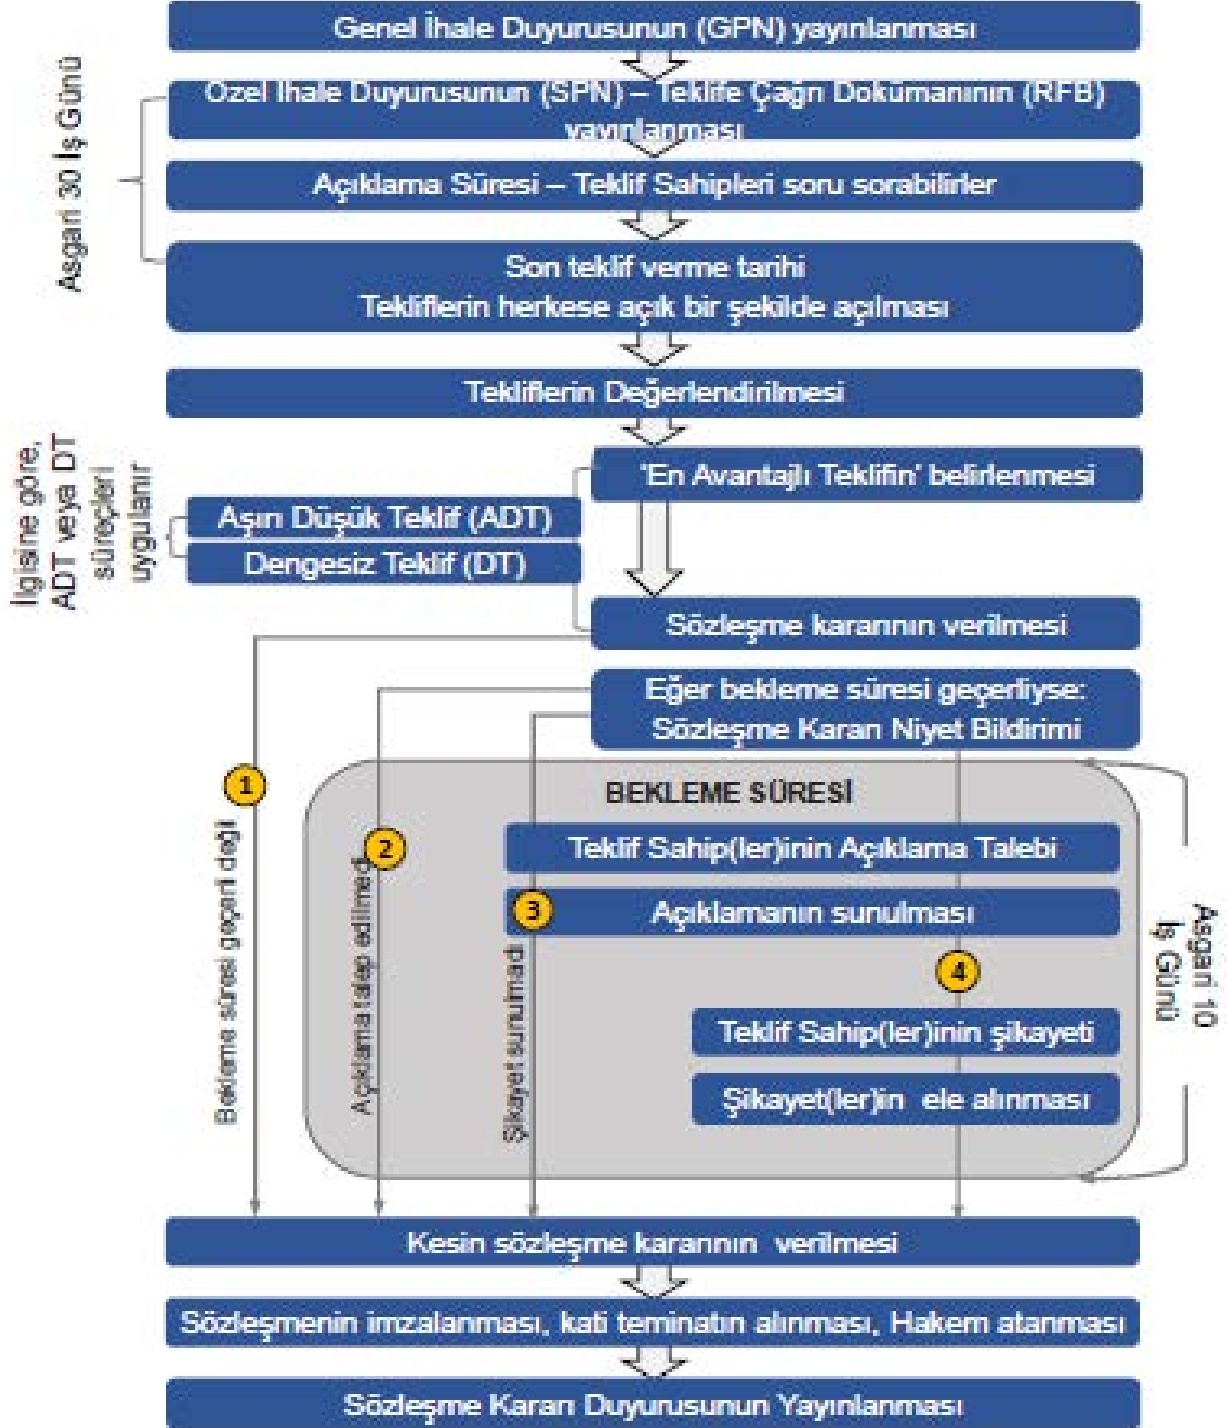 Genel İhale Duyurusunun (GPN) yayınlanması
Asgari 30 İş Günü
Özel İhale Duyurusunun (SPN) – Teklife Çağrı Dokümanının (RFB)
yayınlanması
Açıklama Süresi – Teklif Sahipleri soru sorabilirler
Son teklif verme tarihi
Tekliflerin herkese açık bir şekilde açılması
Tekliflerin Değerlendirilmesi
'En Avantajlı Teklifin' belirlenmesi
İlgisine göre,
ADT veya DT
süreçleri
uygulanır
Aşırı Düşük Teklif (ADT)
Dengesiz Teklif (DT)
Sözleşme kararının verilmesi
Eğer bekleme süresi geçerliyse:
Sözleşme Kararı Niyet Bildirimi
1
Bekleme süresi geçerli değil
BEKLEME SÜRESİ
2
Açıklama talep edilmedi
Teklif Sahip(ler)inin Açıklama Talebi
3
Açıklamanın sunulması
Şikayet sunulmadı
4
Asgari 10
İş Günü
Teklif Sahip(ler)inin şikayeti
Şikayet(ler)in ele alınması
Kesin sözleşme kararının verilmesi
Sözleşmenin imzalanması, kati teminatın alınması, Hakem atanması
Sözleşme Kararı Duyurusunun Yayınlanması